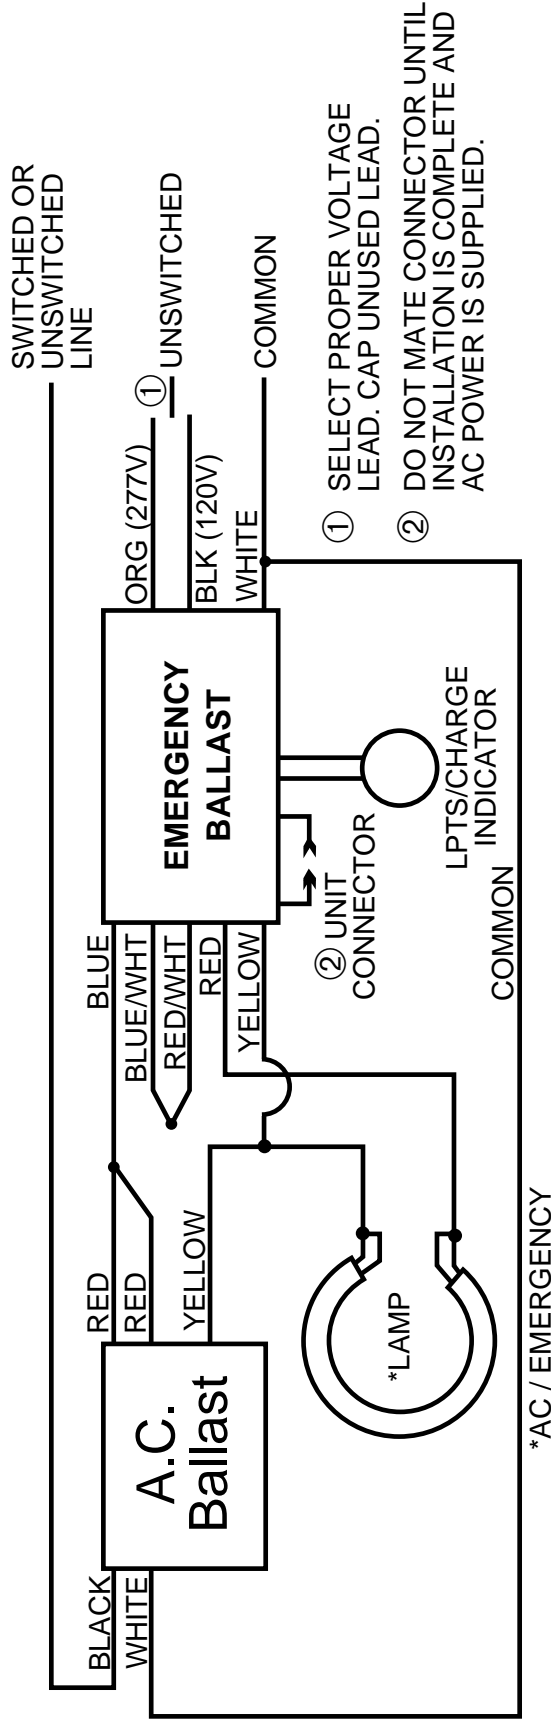 SWITCHED OR
UNSWITCHED
LINE
ORG (277V)
①
UNSWITCHED
BLK (120V)
WHITE
COMMON
EMERGENCY
BALLAST
BLUE
BLUE/WHT
RED/WHT
RED
YELLOW
RED
RED
YELLOW
A.C.
Ballast
BLACK
WHITE
② UNIT
CONNECTOR
LPTS/CHARGE
INDICATOR
*LAMP
COMMON
*AC / EMERGENCY
① SELECT PROPER VOLTAGE
LEAD. CAP UNUSED LEAD.
② DO NOT MATE CONNECTOR UNTIL
INSTALLATION IS COMPLETE AND
AC POWER IS SUPPLIED.